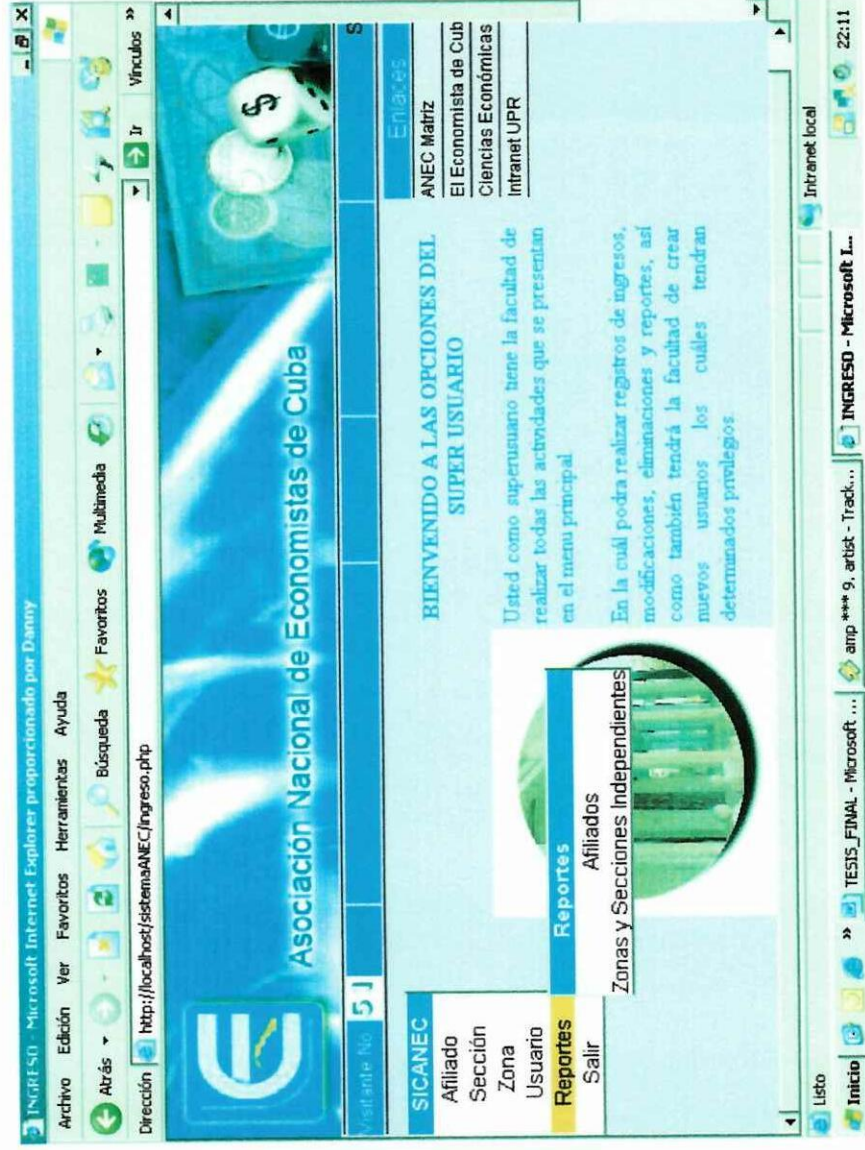 INGRESO - Microsoft Internet Explorer proporcionado por Danny
Archivo Edición Ver Favoritos Herramientas Ayuda
Atrás Búsqueda Favoritos Multimedia
Dirección http://localhost/sistemaANEC/ingreso.php Ir Vínculos »
Asociación Nacional de Economistas de Cuba
$
Visitante No 51 S
SICANEC
Afiliado
Sección
Zona
Usuario
Reportes
Salir
Reportes
Afiliados
Zonas y Secciones Independientes
BIENVENIDO A LAS OPCIONES DEL
SUPER USUARIO
Usted como superusuario tiene la facultad de
realizar todas las actividades que se presentan
en el menu principal
En la cuál podra realizar registros de ingresos,
modificaciones, eliminaciones y reportes, así
como también tendrá la facultad de crear
nuevos usuarios los cuáles tendran
determinados privilegios.
Enlaces
ANEC Matriz
El Economista de Cub
Ciencias Económicas
Intranet UPR
Listo Intranet local
Inicio » TESIS_FINAL - Microsoft ... amp *** 9. artist - Track... INGRESO - Microsoft I... 22:11